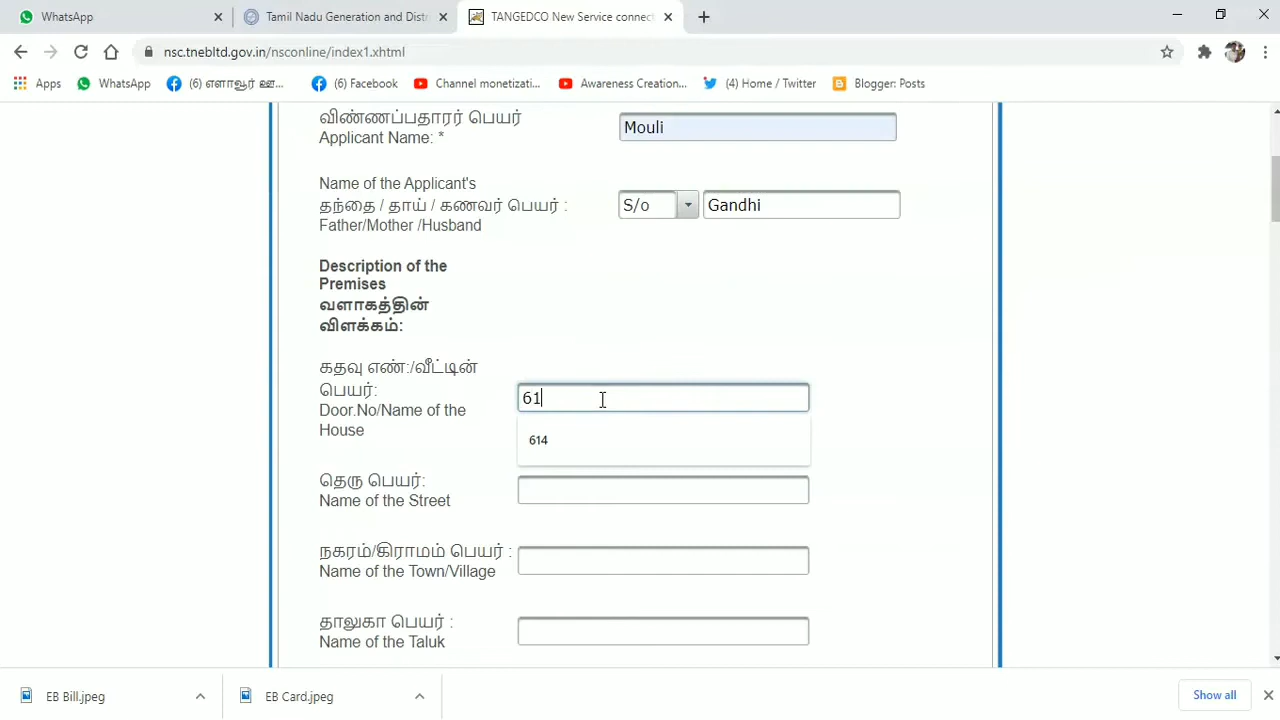 WhatsApp
Tamil Nadu Generation and Distr
TANGEDCO New Service connect
nsc.tnebltd.gov.in/nsconline/index1.xhtml
Apps
WhatsApp
(6) எளாவூர் ஊ...
(6) Facebook
Channel monetizati...
Awareness Creation...
(4) Home / Twitter
Blogger: Posts
விண்ணப்பதாரர் பெயர்
Applicant Name: *
Mouli
Name of the Applicant's
தந்தை / தாய் / கணவர் பெயர் :
Father/Mother /Husband
S/o
Gandhi
Description of the
Premises
வளாகத்தின்
விளக்கம்:
கதவு எண்:/வீட்டின்
பெயர்:
Door.No/Name of the
House
61
614
தெரு பெயர்:
Name of the Street
நகரம்/கிராமம் பெயர் :
Name of the Town/Village
தாலுகா பெயர் :
Name of the Taluk
EB Bill.jpeg
EB Card.jpeg
Show all